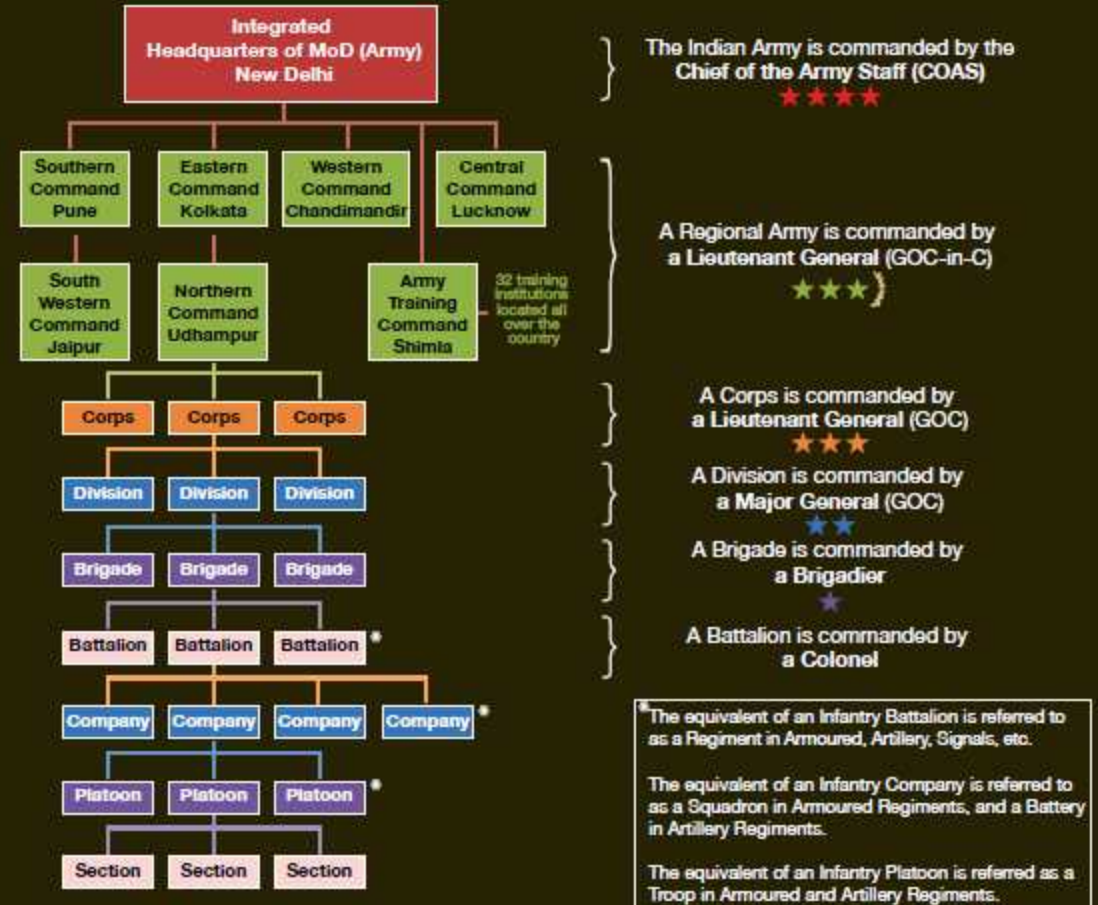 Integrated
Headquarters of MoD (Army)
New Delhi
The Indian Army is commanded by the
Chief of the Army Staff (COAS)
Southern
Command
Pune
Eastern
Command
Kolkata
Western
Command
Chandimandir
Central
Command
Lucknow
South
Western
Command
Jaipur
Northern
Command
Udhampur
Army
Training
Command
Shimla
32 training
institutions
located all
over the
country
A Regional Army is commanded by
a Lieutenant General (GOC-in-C)
Corps
Corps
Corps
A Corps is commanded by
a Lieutenant General (GOC)
Division
Division
Division
A Division is commanded by
a Major General (GOC)
Brigade
Brigade
Brigade
A Brigade is commanded by
a Brigadier
Battalion
Battalion
Battalion *
A Battalion is commanded by
a Colonel
Company
Company
Company
Company *
Platoon
Platoon
Platoon *
Section
Section
Section
*The equivalent of an Infantry Battalion is referred to
as a Regiment in Armoured, Artillery, Signals, etc.
The equivalent of an Infantry Company is referred to
as a Squadron in Armoured Regiments, and a Battery
in Artillery Regiments.
The equivalent of an Infantry Platoon is referred as a
Troop in Armoured and Artillery Regiments.